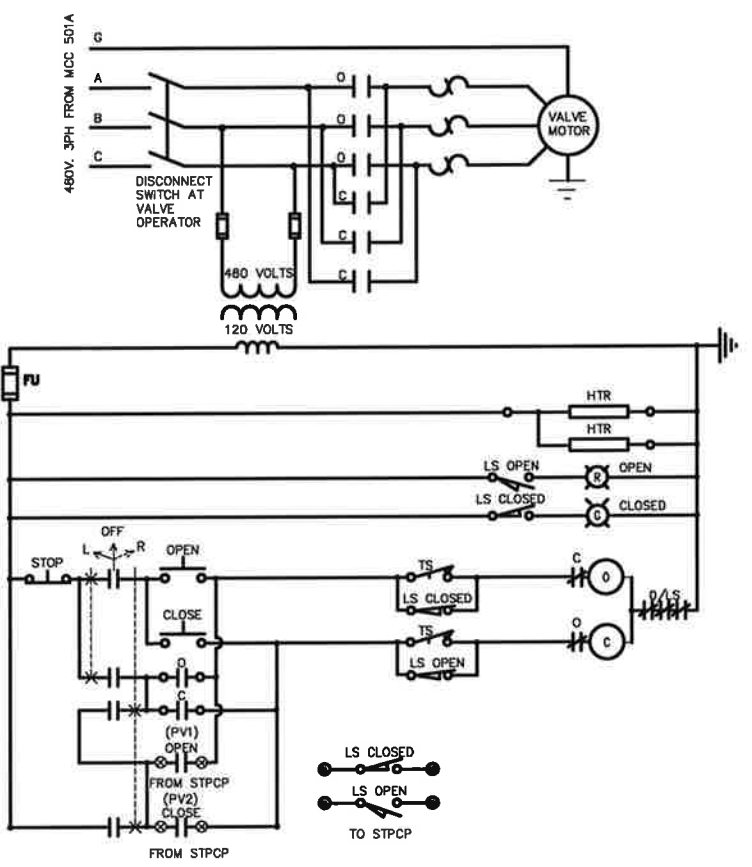 480V. 3PH FROM MCC 501A
G
A
B
C
O
O
O
C
C
C
VALVE
MOTOR
DISCONNECT
SWITCH AT
VALVE
OPERATOR
480 VOLTS
120 VOLTS
FU
HTR
HTR
LS OPEN
R
OPEN
LS CLOSED
G
CLOSED
OFF
L
R
STOP
OPEN
TS
LS CLOSED
C
O
O/LS
CLOSE
TS
LS OPEN
O
C
O
C
(PV1)
OPEN
FROM STPCP
(PV2)
CLOSE
FROM STPCP
LS CLOSED
LS OPEN
TO STPCP